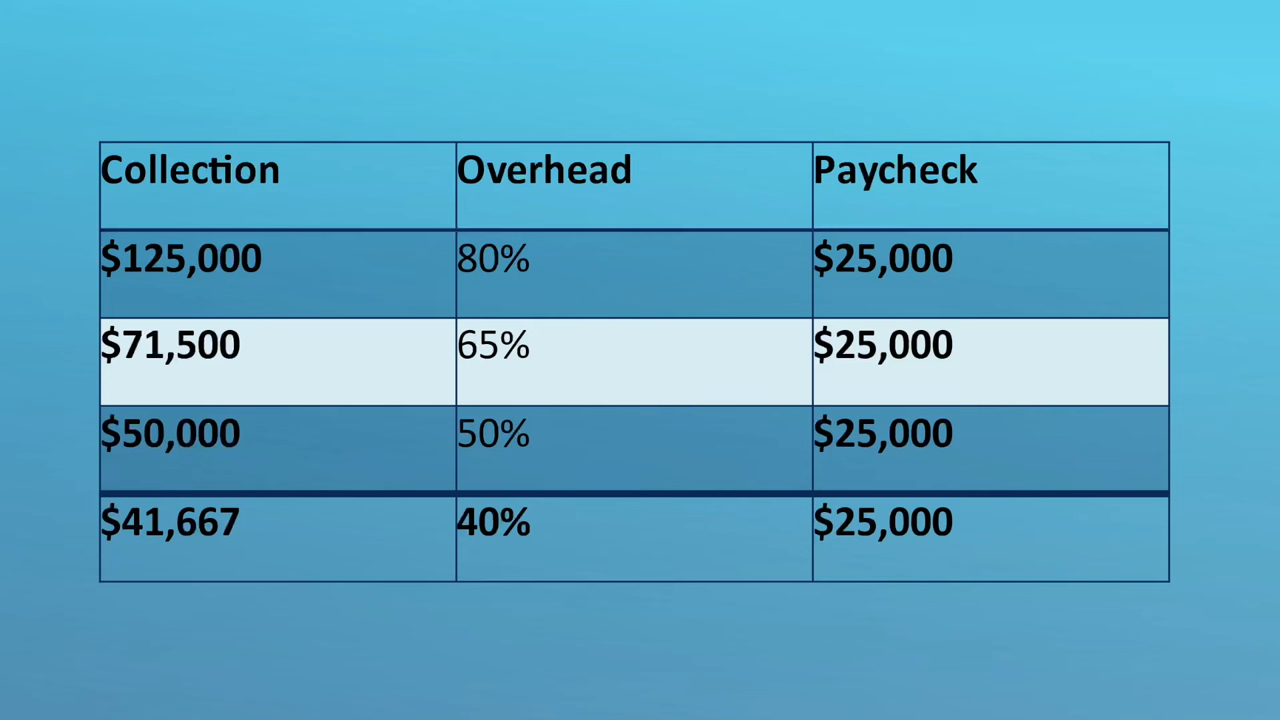 Collection Overhead Paycheck
$125,000 80% $25,000
$71,500 65% $25,000
$50,000 50% $25,000
$41,667 40% $25,000